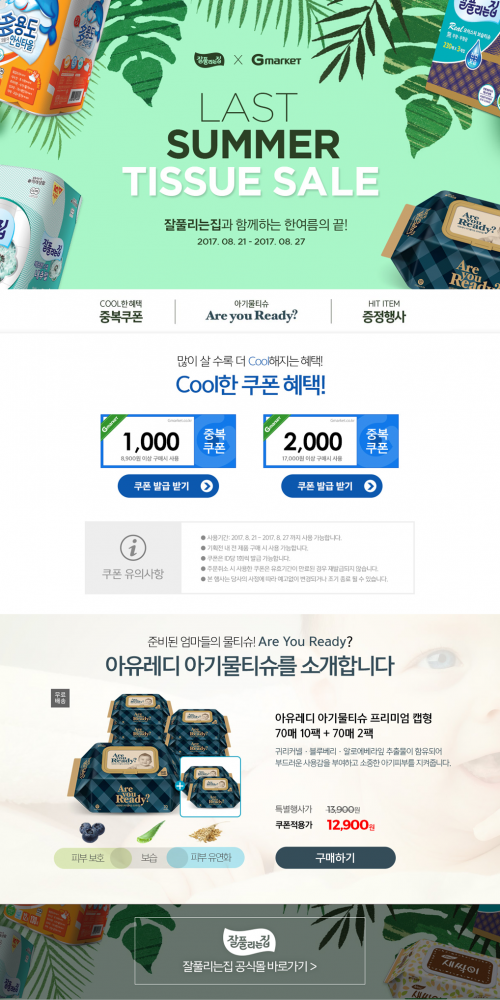 잘풀리는집 × Gmarket
LAST
SUMMER
TISSUE SALE
잘풀리는집과 함께하는 한여름의 끝!
2017. 08. 21 - 2017. 08. 27
COOL한 혜택
중복쿠폰
아기물티슈
Are you Ready?
HIT ITEM
증정행사
많이 살 수록 더 Cool해지는 혜택!
Cool한 쿠폰 혜택!
Gmarket
1,000
8,900원 이상 구매시 사용
중복
쿠폰
쿠폰 발급 받기
Gmarket
2,000
17,000원 이상 구매시 사용
중복
쿠폰
쿠폰 발급 받기
쿠폰 유의사항
● 사용기간: 2017. 8. 21 ~ 2017. 8. 27 까지 사용 가능합니다.
● 기획전 내 전 제품 구매 시 사용 가능합니다.
● 쿠폰은 ID당 1회씩 발급 가능합니다.
● 주문취소 시 사용한 쿠폰은 유효기간이 만료된 경우 재발급되지 않습니다.
● 본 행사는 당사의 사정에 따라 예고없이 변경되거나 조기 종료 될 수 있습니다.
준비된 엄마들의 물티슈! Are You Ready?
아유레디 아기물티슈를 소개합니다
무료
배송
Are you
Ready?
아유레디 아기물티슈 프리미엄 캡형
70매 10팩 + 70매 2팩
귀리커넬 · 블루베리 · 알로에베라잎 추출물이 함유되어
부드러운 사용감을 부여하고 소중한 아기피부를 지켜줍니다.
특별행사가 13,900원
쿠폰적용가 12,900원
구매하기
피부 보호 보습 피부 유연화
잘풀리는집
잘풀리는집 공식몰 바로가기 >